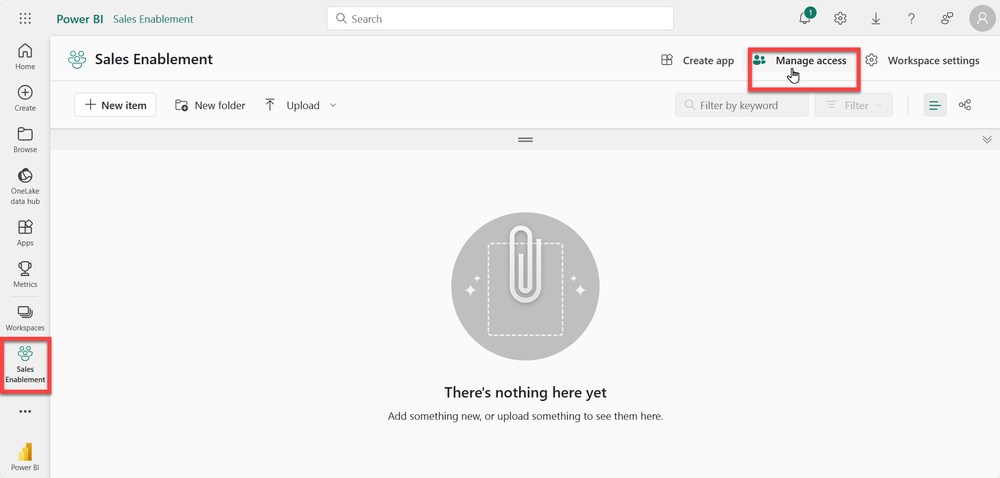 Power BI Sales Enablement
Search
1
Home
Create
Browse
OneLake
data hub
Apps
Metrics
Workspaces
Sales
Enablement
Power BI
Sales Enablement
Create app
Manage access
Workspace settings
New item
New folder
Upload
Filter by keyword
Filter
There's nothing here yet
Add something new, or upload something to see them here.